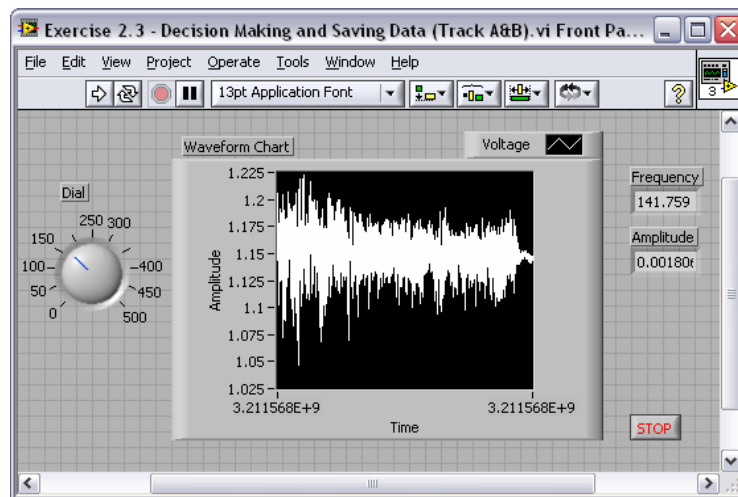 Exercise 2.3 - Decision Making and Saving Data (Track A&B).vi Front Pa...
File Edit View Project Operate Tools Window Help
13pt Application Font
3
Waveform Chart
Voltage
Dial
0
50
100
150
250
300
400
450
500
Amplitude
1.225
1.2
1.175
1.15
1.125
1.1
1.075
1.05
1.025
3.211568E+9 3.211568E+9
Time
Frequency
141.759
Amplitude
0.00180
STOP